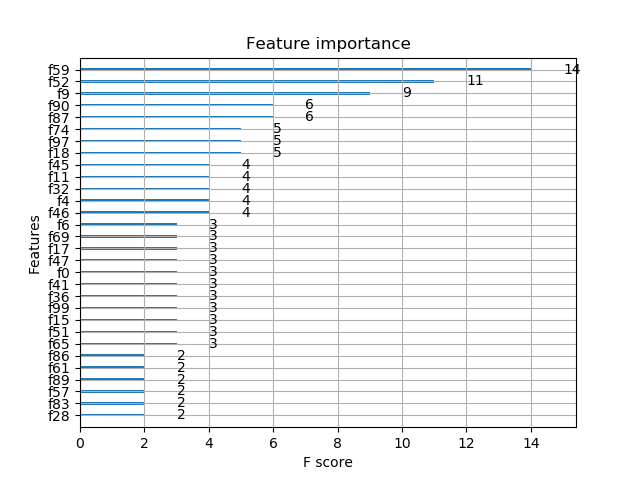 Feature importance
Features
f59 14
f52 11
f9 9
f90 6
f87 6
f74 5
f97 5
f18 5
f45 4
f11 4
f32 4
f4 4
f46 4
f6 3
f69 3
f17 3
f47 3
f0 3
f41 3
f36 3
f99 3
f15 3
f51 3
f65 3
f86 2
f61 2
f89 2
f57 2
f83 2
f28 2
0 2 4 6 8 10 12 14
F score